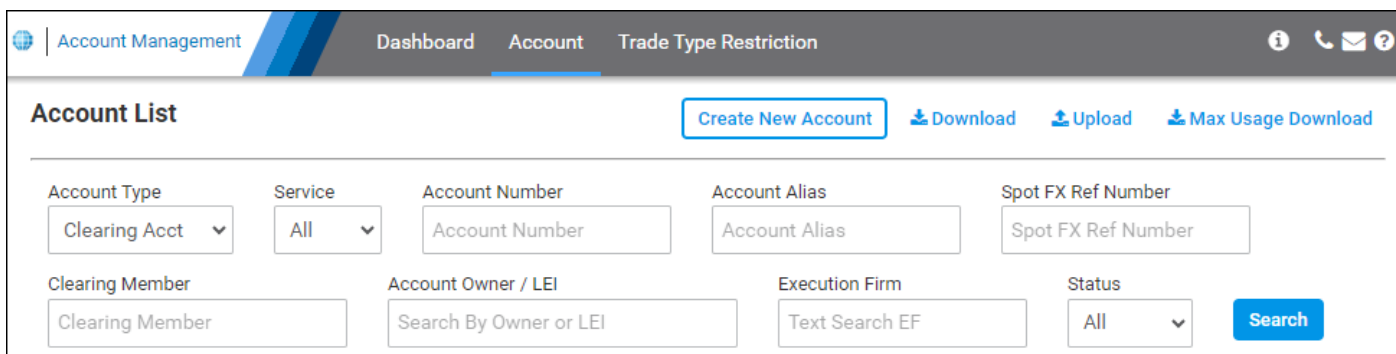 Account Management Dashboard Account Trade Type Restriction
Account List Create New Account Download Upload Max Usage Download
Account Type Service Account Number Account Alias Spot FX Ref Number
Clearing Acct All Account Number Account Alias Spot FX Ref Number
Clearing Member Account Owner / LEI Execution Firm Status
Clearing Member Search By Owner or LEI Text Search EF All Search